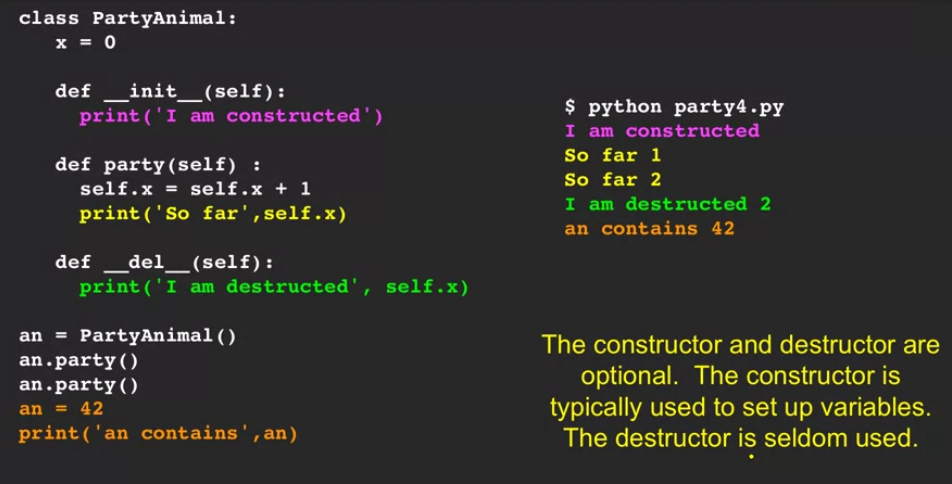 class PartyAnimal:
   x = 0

   def __init__(self):
     print('I am constructed')

   def party(self) :
     self.x = self.x + 1
     print('So far',self.x)

   def __del__(self):
     print('I am destructed', self.x)

an = PartyAnimal()
an.party()
an.party()
an = 42
print('an contains',an)

$ python party4.py
I am constructed
So far 1
So far 2
I am destructed 2
an contains 42

The constructor and destructor are
optional.  The constructor is
typically used to set up variables.
The destructor is seldom used.